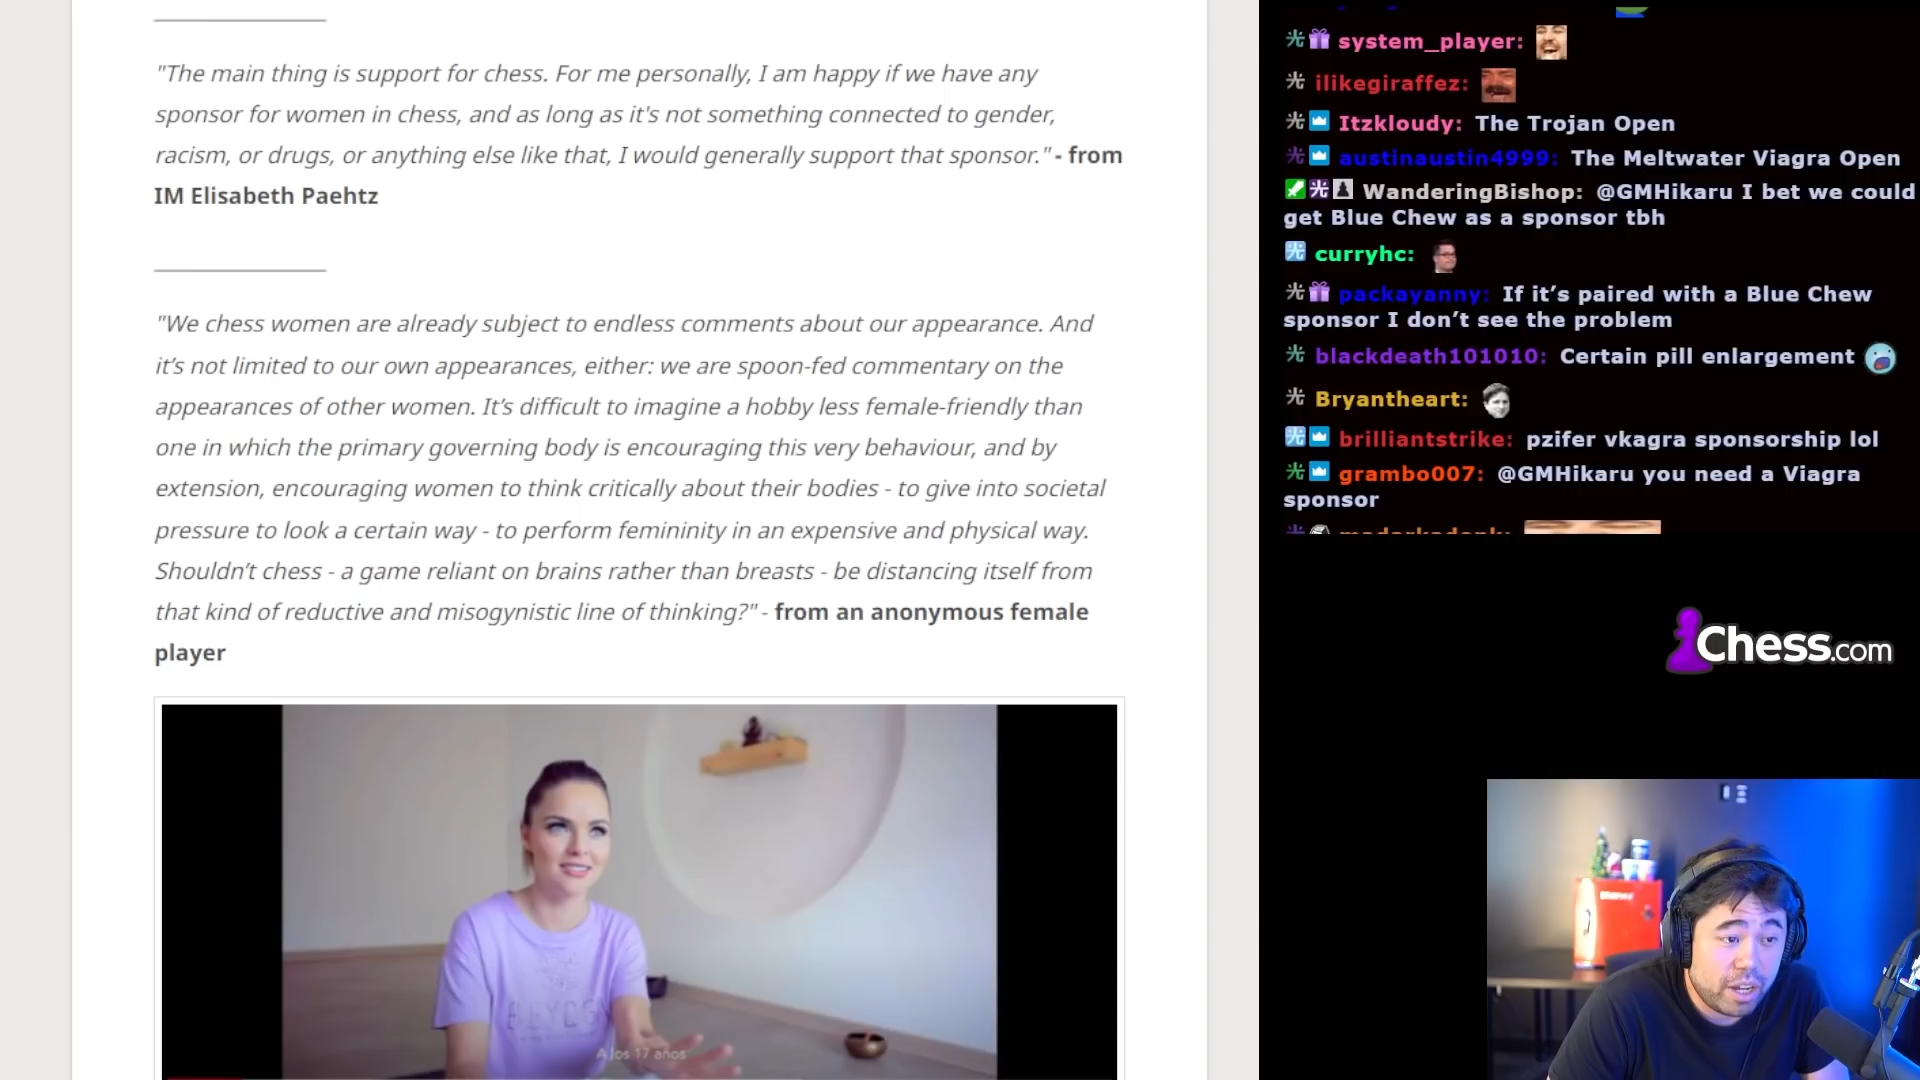 "The main thing is support for chess. For me personally, I am happy if we have any
sponsor for women in chess, and as long as it's not something connected to gender,
racism, or drugs, or anything else like that, I would generally support that sponsor." - from
IM Elisabeth Paehtz
"We chess women are already subject to endless comments about our appearance. And
it's not limited to our own appearances, either: we are spoon-fed commentary on the
appearances of other women. It's difficult to imagine a hobby less female-friendly than
one in which the primary governing body is encouraging this very behaviour, and by
extension, encouraging women to think critically about their bodies - to give into societal
pressure to look a certain way - to perform femininity in an expensive and physical way.
Shouldn't chess - a game reliant on brains rather than breasts - be distancing itself from
that kind of reductive and misogynistic line of thinking?" - from an anonymous female
player
A los 17 años
system_player:
ilikegiraffez:
Itzkloudy: The Trojan Open
austinaustin4999: The Meltwater Viagra Open
WanderingBishop: @GMHikaru I bet we could
get Blue Chew as a sponsor tbh
curryhc:
packayanny: If it's paired with a Blue Chew
sponsor I don't see the problem
blackdeath101010: Certain pill enlargement
Bryantheart:
brilliantstrike: pzifer vkagra sponsorship lol
grambo007: @GMHikaru you need a Viagra
sponsor
Chess.com